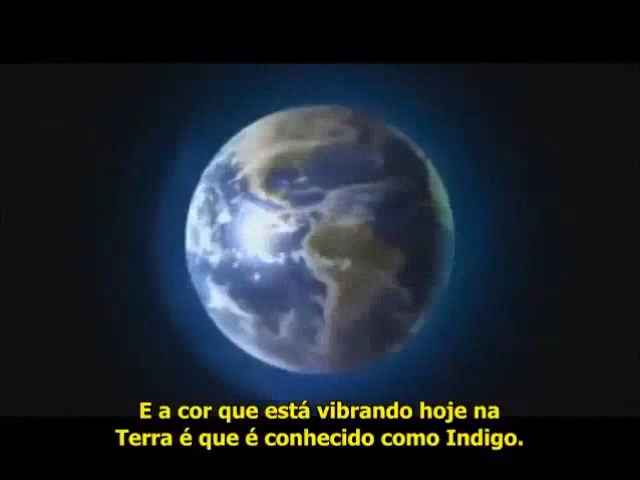 E a cor que está vibrando hoje na
Terra é que é conhecido como Indigo.